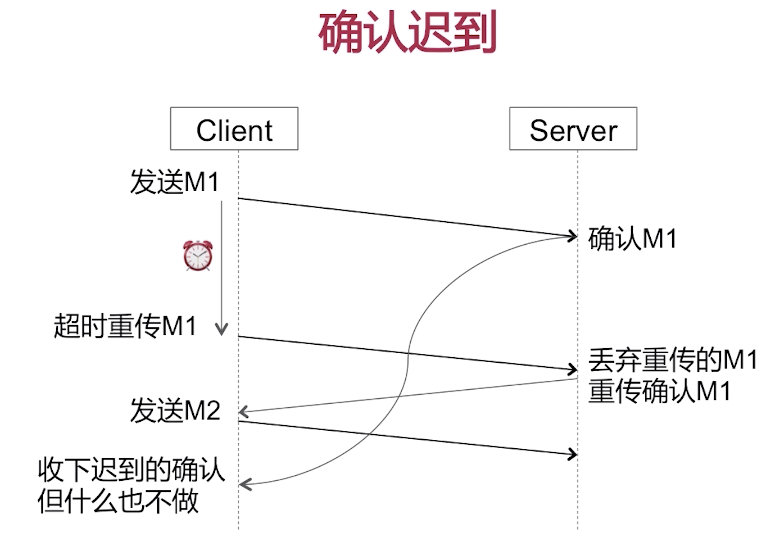 确认迟到
Client
Server
发送M1
确认M1
超时重传M1
丢弃重传的M1
重传确认M1
发送M2
收下迟到的确认
但什么也不做